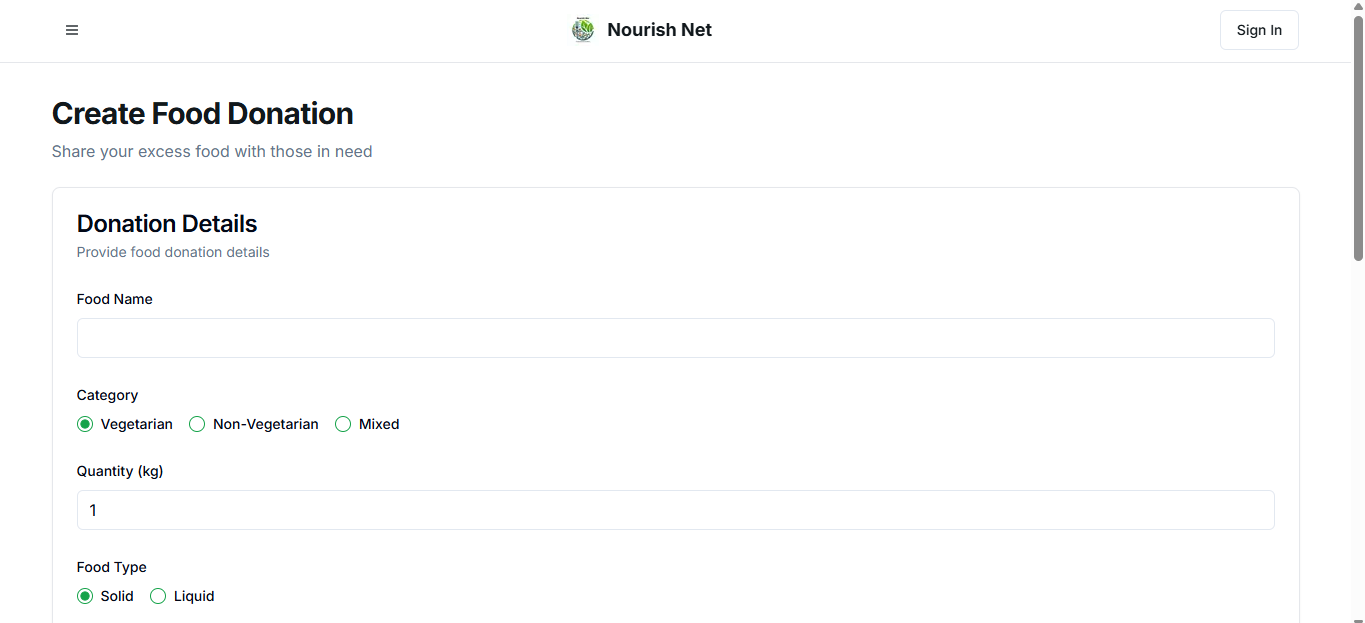 Nourish Net
Sign In
Create Food Donation
Share your excess food with those in need
Donation Details
Provide food donation details
Food Name
Category
Vegetarian Non-Vegetarian Mixed
Quantity (kg)
1
Food Type
Solid Liquid